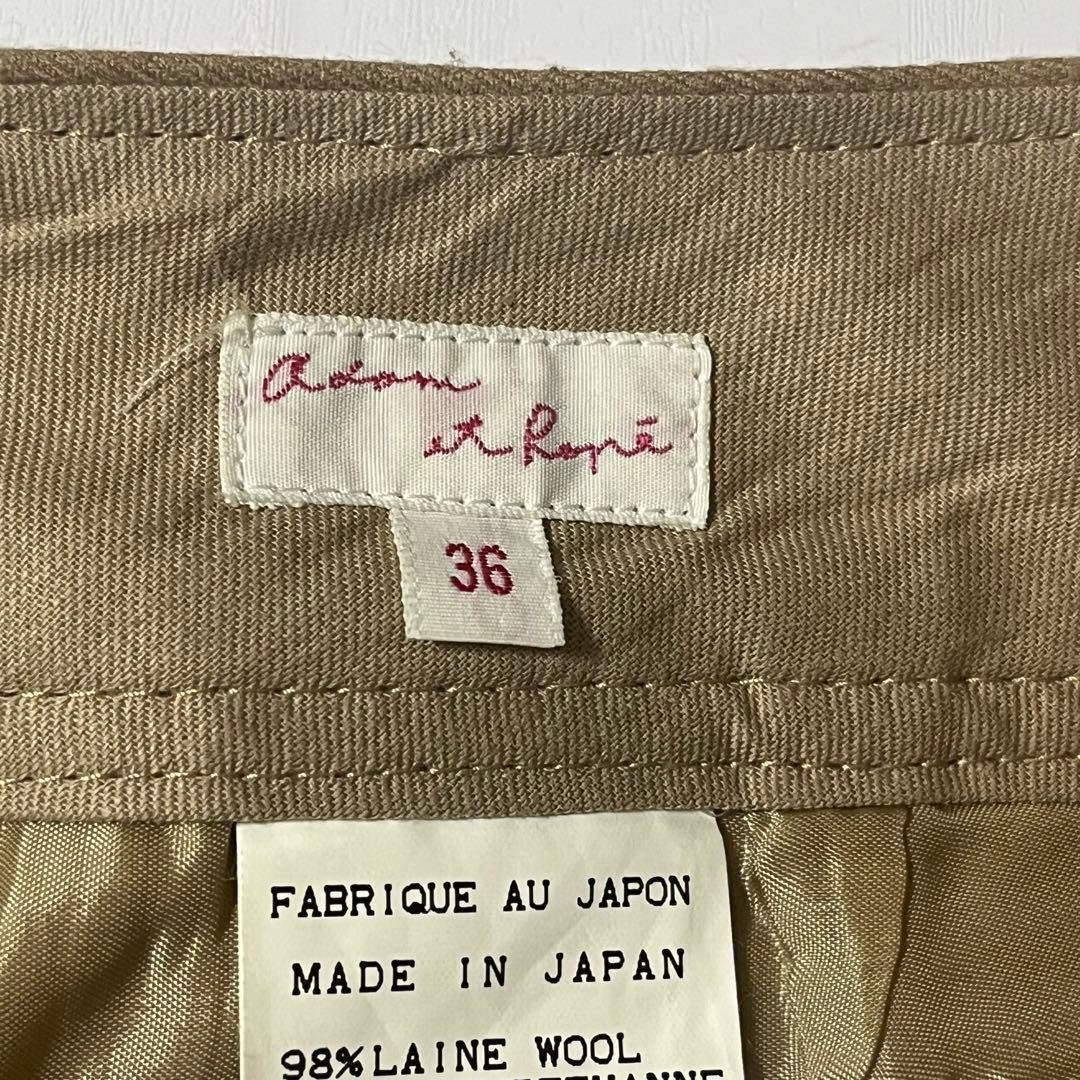 Adam
et Ropé
36
FABRIQUE AU JAPON
MADE IN JAPAN
98%LAINE WOOL